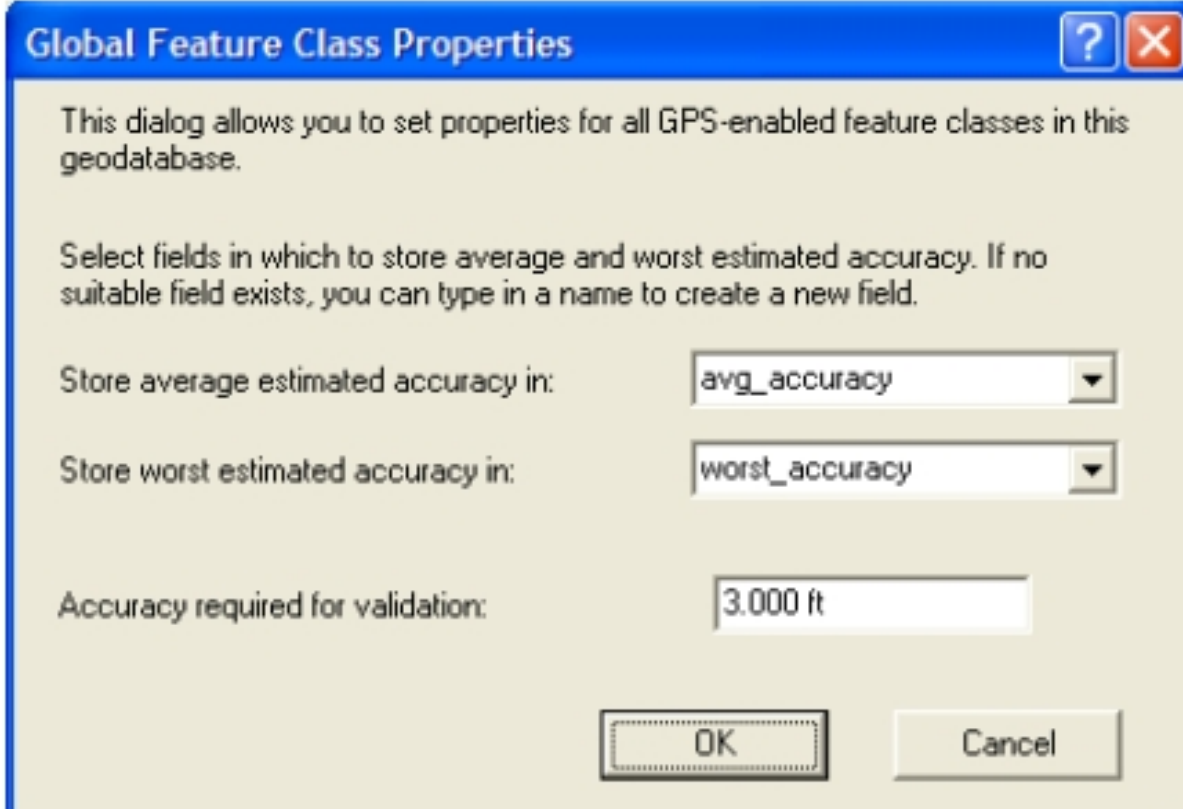 Global Feature Class Properties
This dialog allows you to set properties for all GPS-enabled feature classes in this
geodatabase.
Select fields in which to store average and worst estimated accuracy. If no
suitable field exists, you can type in a name to create a new field.
Store average estimated accuracy in: avg_accuracy
Store worst estimated accuracy in: worst_accuracy
Accuracy required for validation: 3.000 ft
OK Cancel